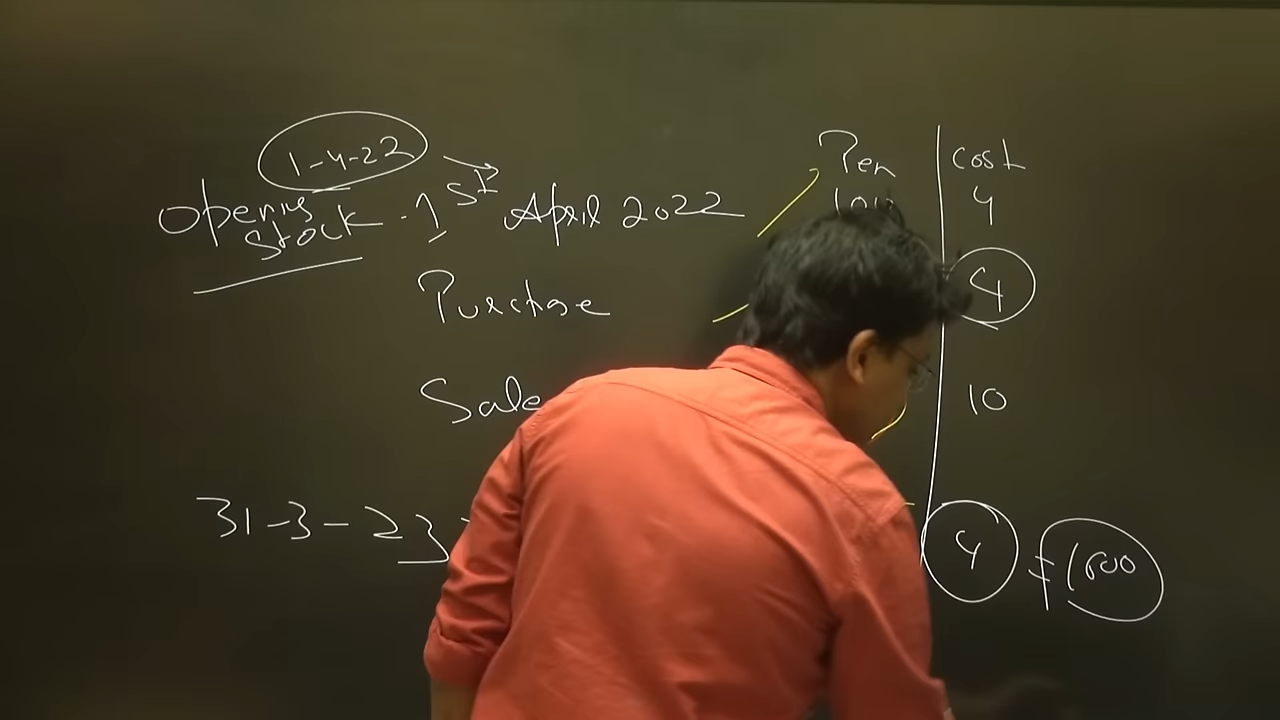 1-4-22
Pen cost
Opening Stock - 1st April 2022 4
Purchase 4
Sale 10
31-3-23 4 ₹1600